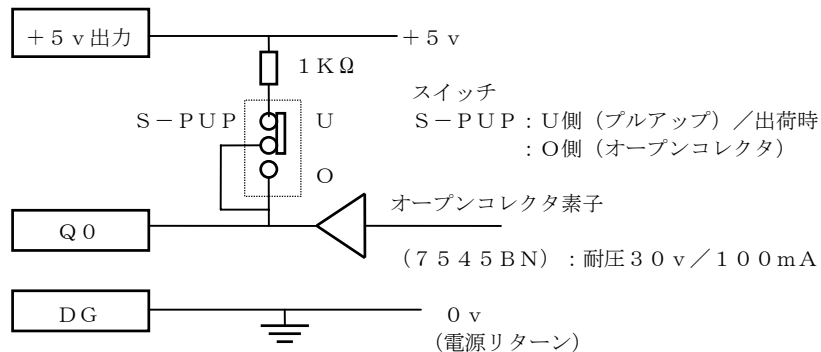 ＋５ｖ出力
＋５ｖ
１ＫΩ
スイッチ
Ｓ－ＰＵＰ
Ｕ
Ｓ－ＰＵＰ：Ｕ側（プルアップ）／出荷時
：Ｏ側（オープンコレクタ）
Ｏ
オープンコレクタ素子
Ｑ０
（７５４５ＢＮ）：耐圧３０ｖ／１００ｍＡ
ＤＧ
０ｖ
（電源リターン）